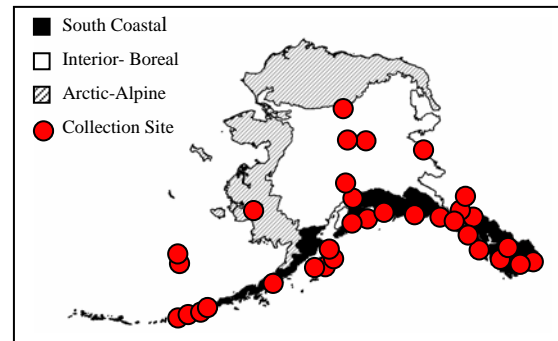 South Coastal
Interior- Boreal
Arctic-Alpine
Collection Site